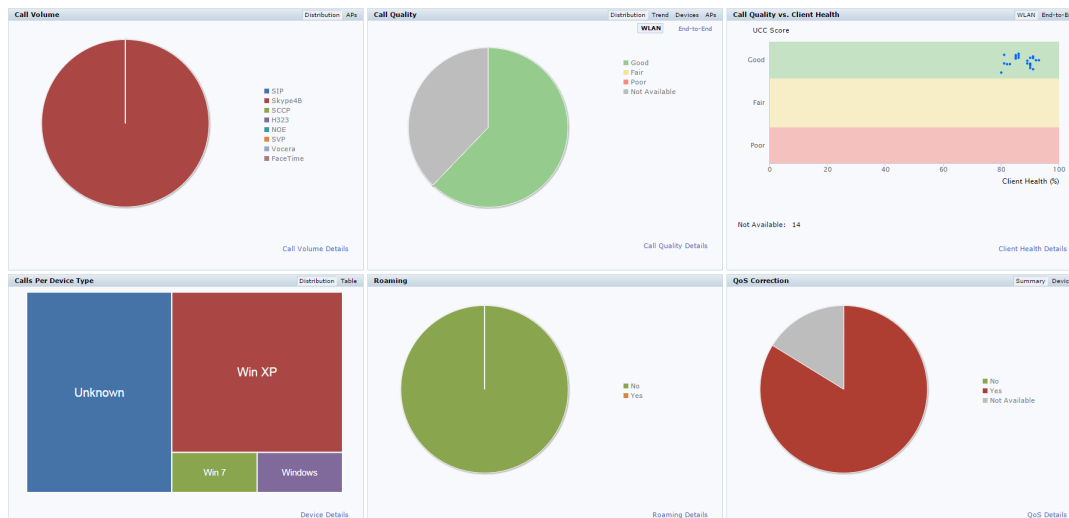 Call Volume
Distribution APs
SIP
Skype4B
SCCP
H323
NOE
SVP
Vocera
FaceTime
Call Volume Details
Call Quality
Distribution Trend Devices APs
WLAN End-to-End
Good
Fair
Poor
Not Available
Call Quality Details
Call Quality vs. Client Health
WLAN End-to-E
UCC Score
Good
Fair
Poor
0 20 40 60 80 100
Client Health (%)
Not Available: 14
Client Health Details
Calls Per Device Type
Distribution Table
Unknown
Win XP
Win 7
Windows
Device Details
Roaming
No
Yes
Roaming Details
QoS Correction
Summary Devic
No
Yes
Not Available
QoS Details